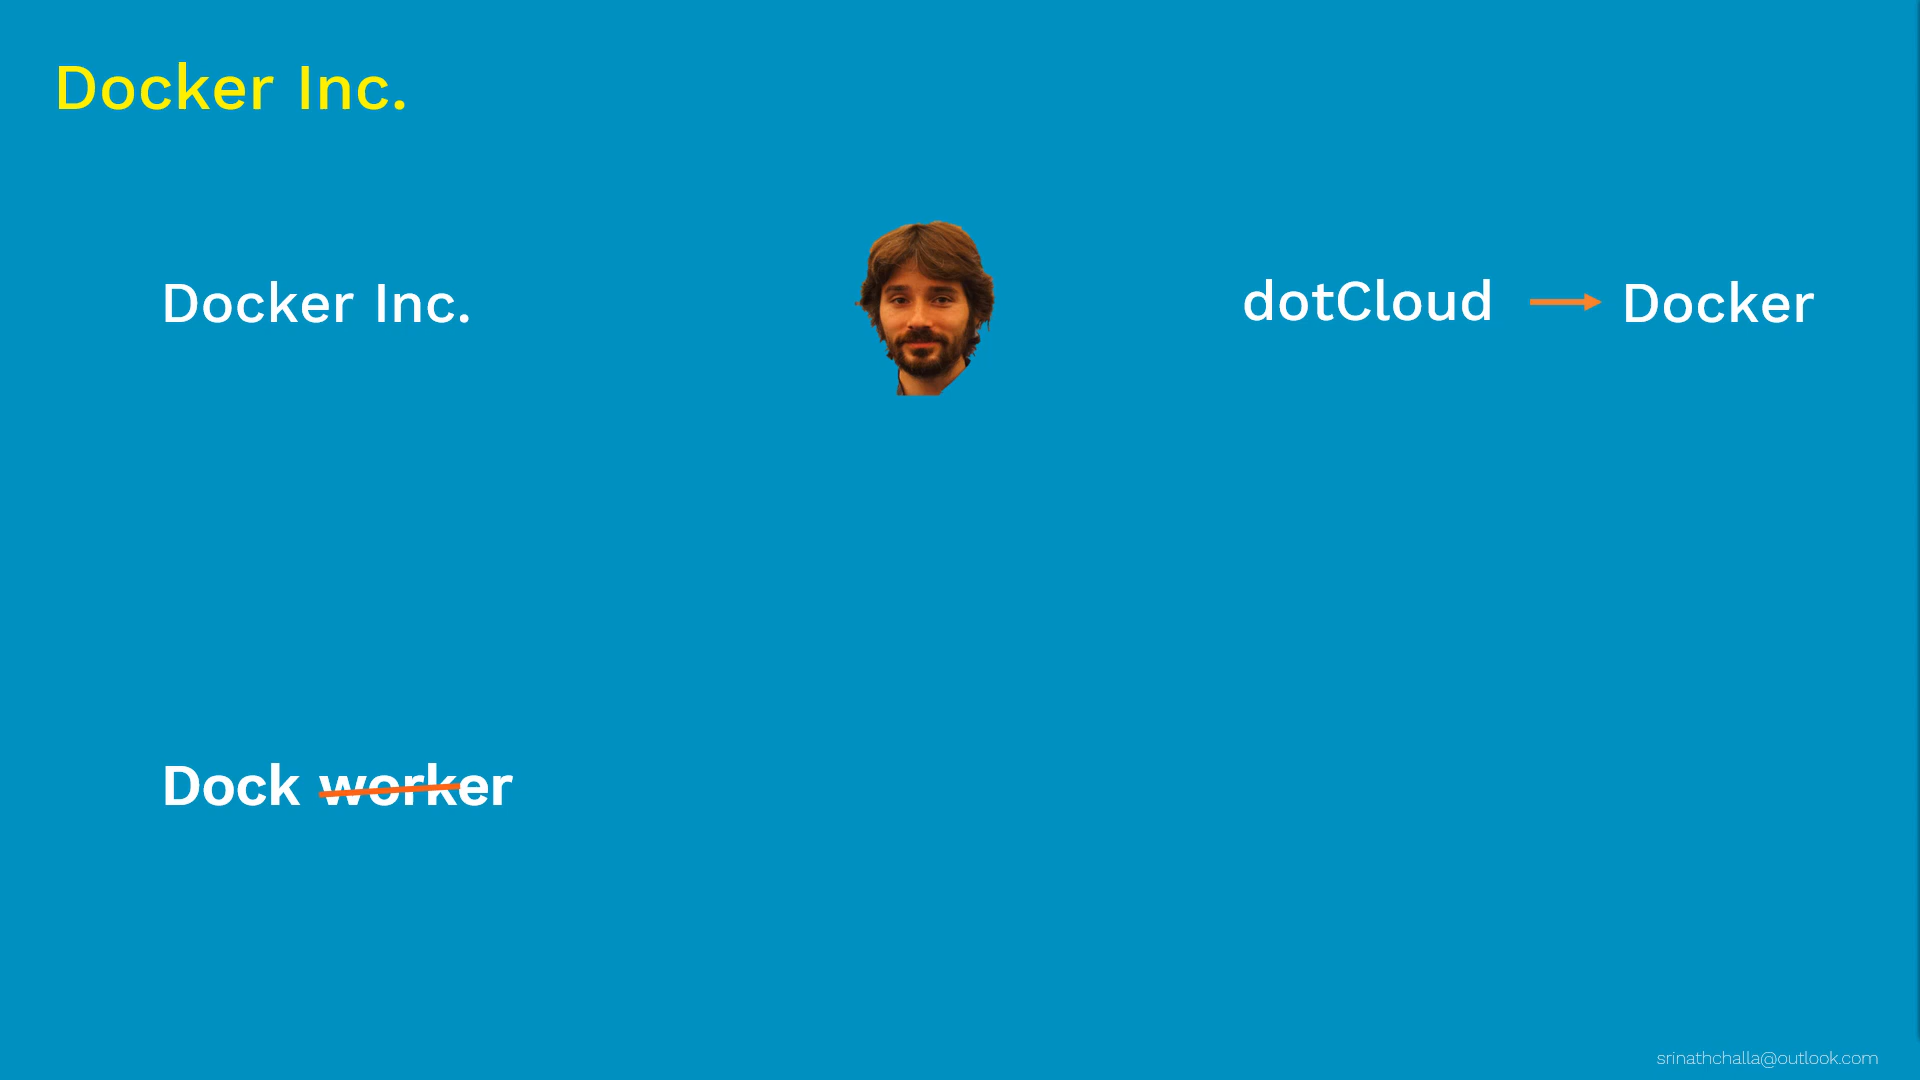 Docker Inc.
Docker Inc.
dotCloud
Docker
Dock worker
srinathchalla@outlook.com